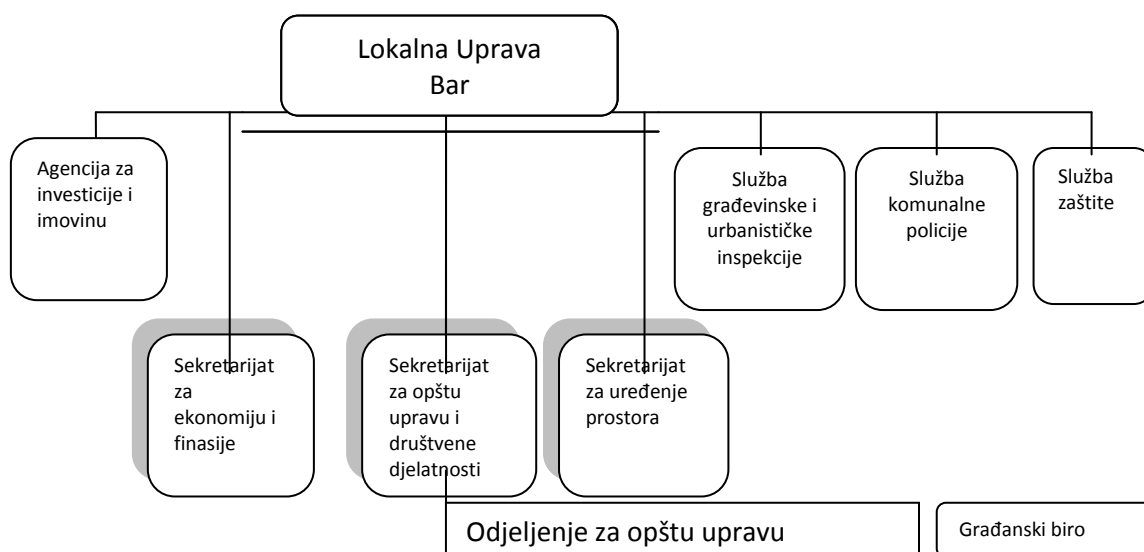 Lokalna Uprava
Bar
Agencija za
investicije i
imovinu
Služba
građevinske i
urbanističke
inspekcije
Služba
komunalne
policije
Služba
zaštite
Sekretarijat
za
ekonomiju i
finasije
Sekretarijat
za opštu
upravu i
društvene
djelatnosti
Sekretarijat
za uređenje
prostora
Odjeljenje za opštu upravu
Građanski biro